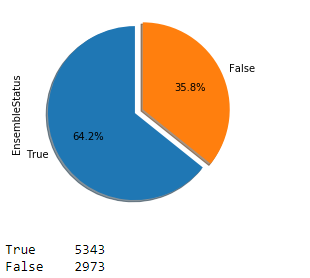 False
35.8%
EnsembleStatus
64.2%
True
True 5343
False 2973